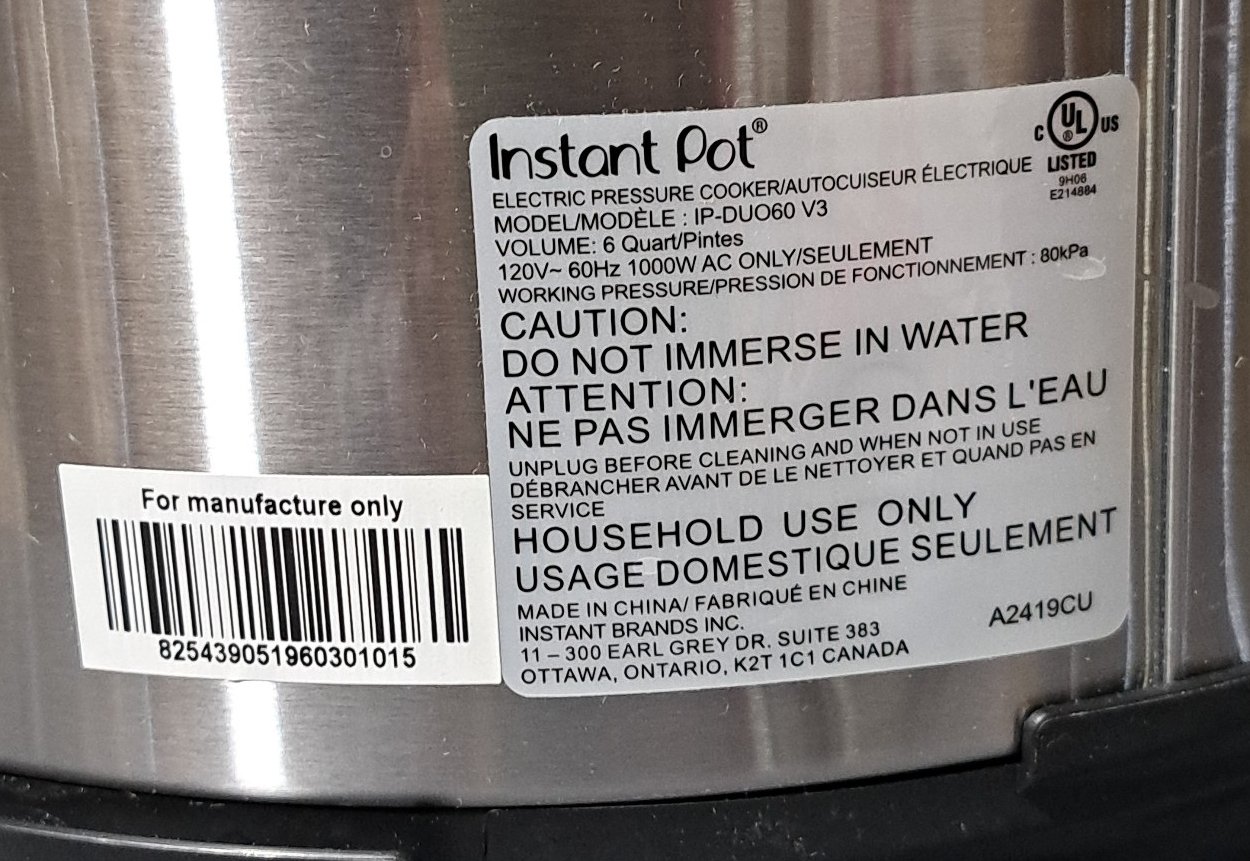 Instant Pot®
C UL® US
LISTED
9H06
E214884
ELECTRIC PRESSURE COOKER/AUTOCUISEUR ÉLECTRIQUE
MODEL/MODÈLE : IP-DUO60 V3
VOLUME: 6 Quart/Pintes
120V~ 60Hz 1000W AC ONLY/SEULEMENT
WORKING PRESSURE/PRESSION DE FONCTIONNEMENT : 80kPa
CAUTION:
DO NOT IMMERSE IN WATER
ATTENTION:
NE PAS IMMERGER DANS L'EAU
UNPLUG BEFORE CLEANING AND WHEN NOT IN USE
DÉBRANCHER AVANT DE LE NETTOYER ET QUAND PAS EN
SERVICE
HOUSEHOLD USE ONLY
USAGE DOMESTIQUE SEULEMENT
MADE IN CHINA/ FABRIQUÉ EN CHINE
INSTANT BRANDS INC.
11 – 300 EARL GREY DR. SUITE 383
OTTAWA, ONTARIO, K2T 1C1 CANADA
A2419CU
For manufacture only
825439051960301015